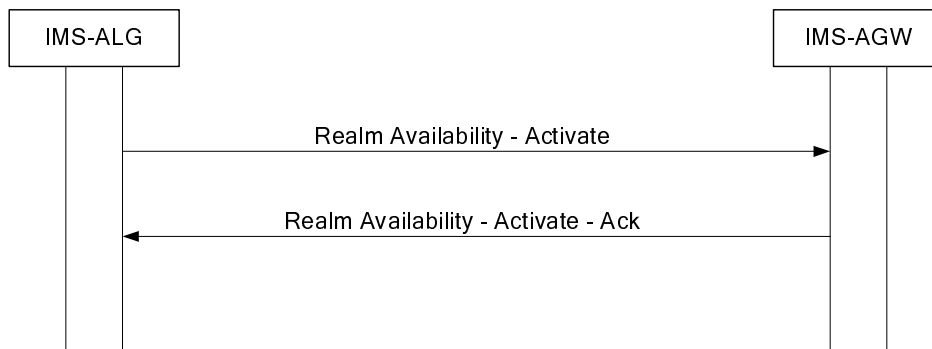 IMS-ALG
IMS-AGW
Realm Availability - Activate
Realm Availability - Activate - Ack